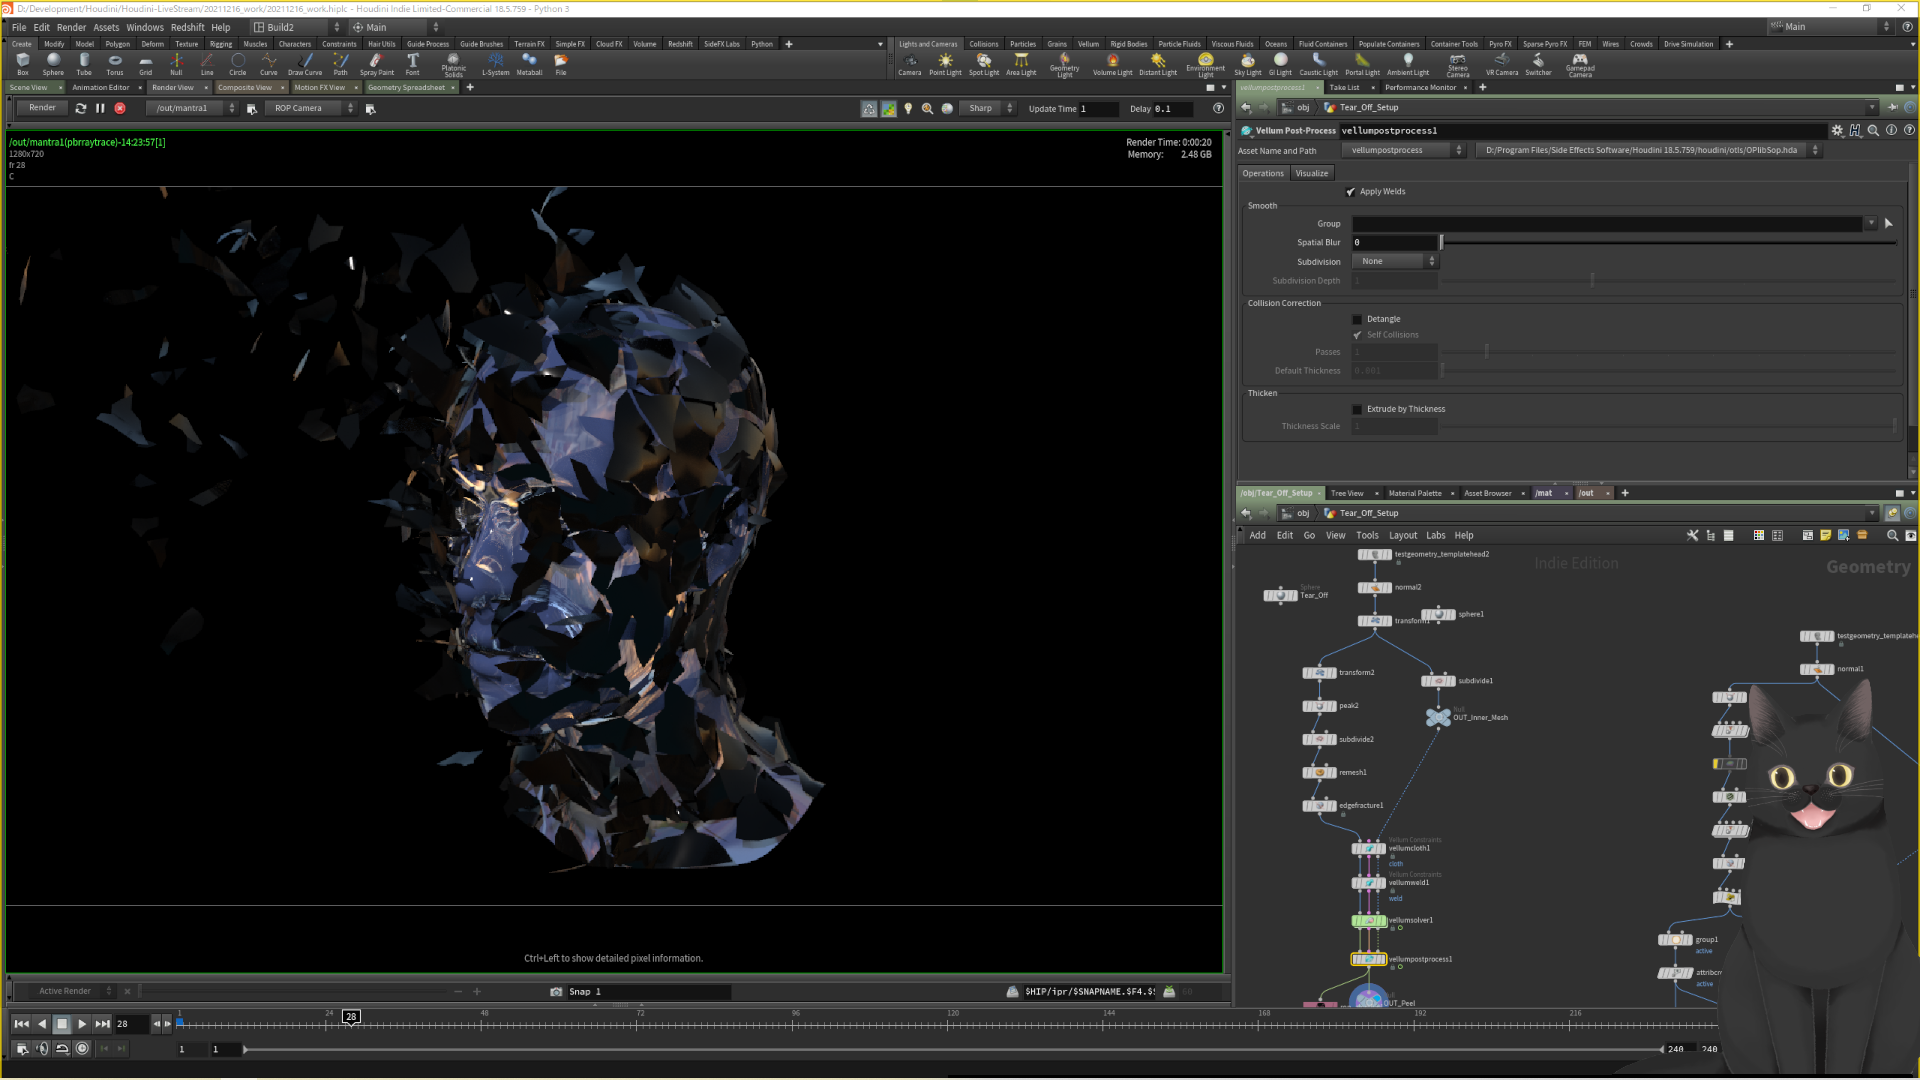 D:/Development/Houdini/Houdini-LiveStream/20211216_work/20211216_work.hiplc - Houdini Indie Limited-Commercial 18.5.759 - Python 3
File Edit Render Assets Windows Redshift Help Build2 Main Main
Create Modify Model Polygon Deform Texture Rigging Muscles Characters Constraints Hair Utils Guide Process Guide Brushes Terrain FX Simple FX Cloud FX Volume Redshift SideFX Labs Python
Lights and Cameras Collisions Particles Grains Vellum Rigid Bodies Particle Fluids Viscous Fluids Oceans Fluid Containers Populate Containers Container Tools Pyro FX Sparse Pyro FX FEM Wires Crowds Drive Simulation
Box Sphere Tube Torus Grid Null Line Circle Curve Draw Curve Path Spray Paint Font Platonic Solids L-System Metaball File
Camera Point Light Spot Light Area Light Geometry Light Volume Light Distant Light Environment Light Sky Light GI Light Caustic Light Portal Light Ambient Light Stereo Camera VR Camera Switcher Gamepad Camera
Scene View Animation Editor Render View Composite View Motion FX View Geometry Spreadsheet
Render /out/mantra1 ROP Camera Sharp Update Time 1 Delay 0.1
/out/mantra1(pbrraytrace)-14:23:57[1]
1280x720
fr 28
C
Render Time: 0:00:20
Memory: 2.48 GB
Ctrl+Left to show detailed pixel information.
Active Render Snap 1 $HIP/ipr/$SNAPNAME.$F4.$ 60
28 1 24 28 48 72 96 120 144 168 192 216
1 1 240 240
vellumpostprocess1 Take List Performance Monitor
obj Tear_Off_Setup
Vellum Post-Process vellumpostprocess1
Asset Name and Path vellumpostprocess D:/Program Files/Side Effects Software/Houdini 18.5.759/houdini/otls/OPlibSop.hda
Operations Visualize
Apply Welds
Smooth
Group
Spatial Blur 0
Subdivision None
Subdivision Depth 1
Collision Correction
Detangle
Self Collisions
Passes 1
Default Thickness 0.001
Thicken
Extrude by Thickness
Thickness Scale 1
/obj/Tear_Off_Setup Tree View Material Palette Asset Browser /mat /out
obj Tear_Off_Setup
Add Edit Go View Tools Layout Labs Help
Indie Edition
Geometry
testgeometry_templatehead2
normal2
Sphere
Tear_Off
sphere1
transform1
testgeometry_templateh
normal1
transform2
subdivide1
peak2
Null
OUT_Inner_Mesh
subdivide2
remesh1
edgefracture1
Vellum Constraints
vellumcloth1
cloth
Vellum Constraints
vellumweld1
weld
vellumsolver1
vellumpostprocess1
Null
OUT_Peel
group1
active
attribcr
active